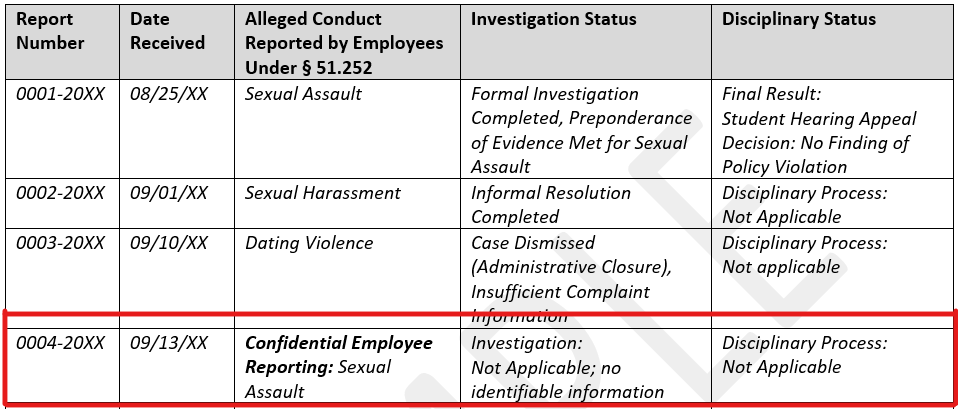 Report Number
Date Received
Alleged Conduct Reported by Employees Under § 51.252
Investigation Status
Disciplinary Status
0001-20XX
08/25/XX
Sexual Assault
Formal Investigation
Completed, Preponderance
of Evidence Met for Sexual
Assault
Final Result:
Student Hearing Appeal
Decision: No Finding of
Policy Violation
0002-20XX
09/01/XX
Sexual Harassment
Informal Resolution
Completed
Disciplinary Process:
Not Applicable
0003-20XX
09/10/XX
Dating Violence
Case Dismissed
(Administrative Closure),
Insufficient Complaint
Information
Disciplinary Process:
Not applicable
0004-20XX
09/13/XX
Confidential Employee
Reporting: Sexual
Assault
Investigation:
Not Applicable; no
identifiable information
Disciplinary Process:
Not Applicable